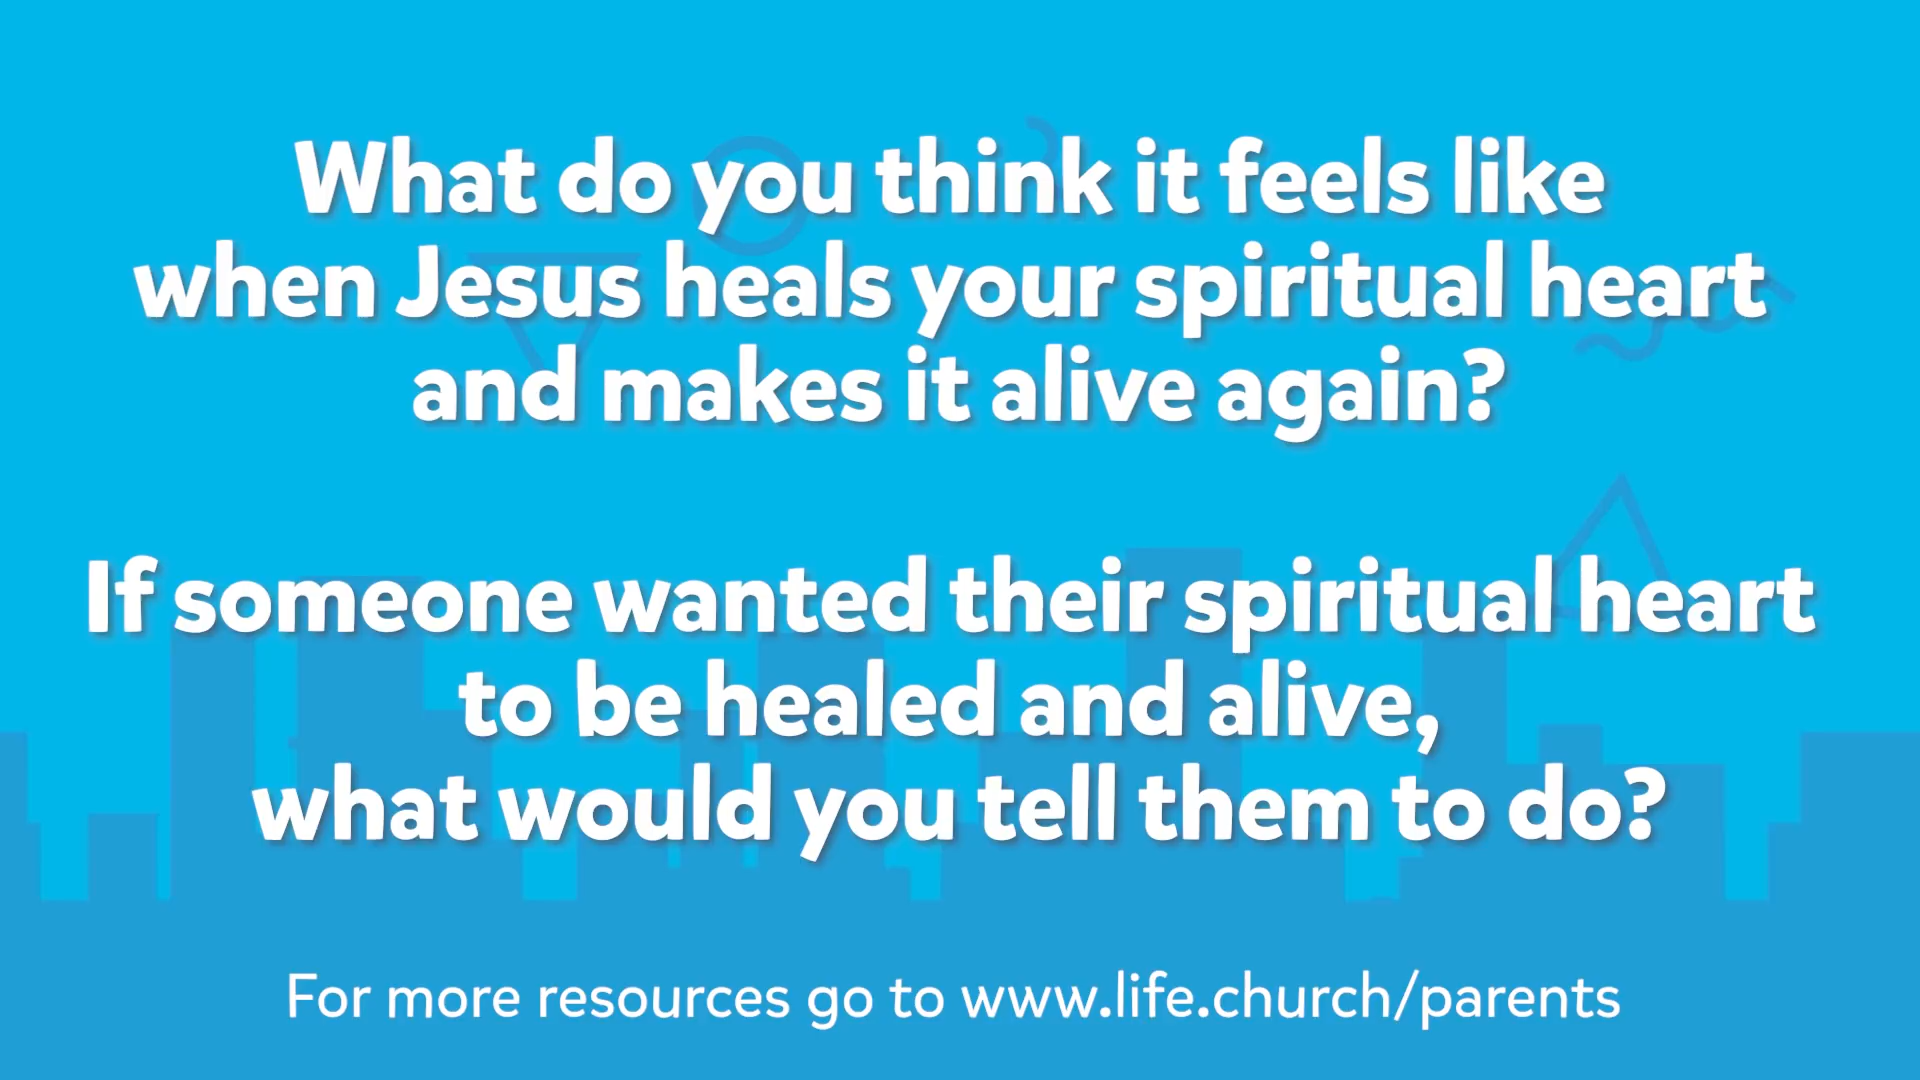 What do you think it feels like
when Jesus heals your spiritual heart
and makes it alive again?
If someone wanted their spiritual heart
to be healed and alive,
what would you tell them to do?
For more resources go to www.life.church/parents